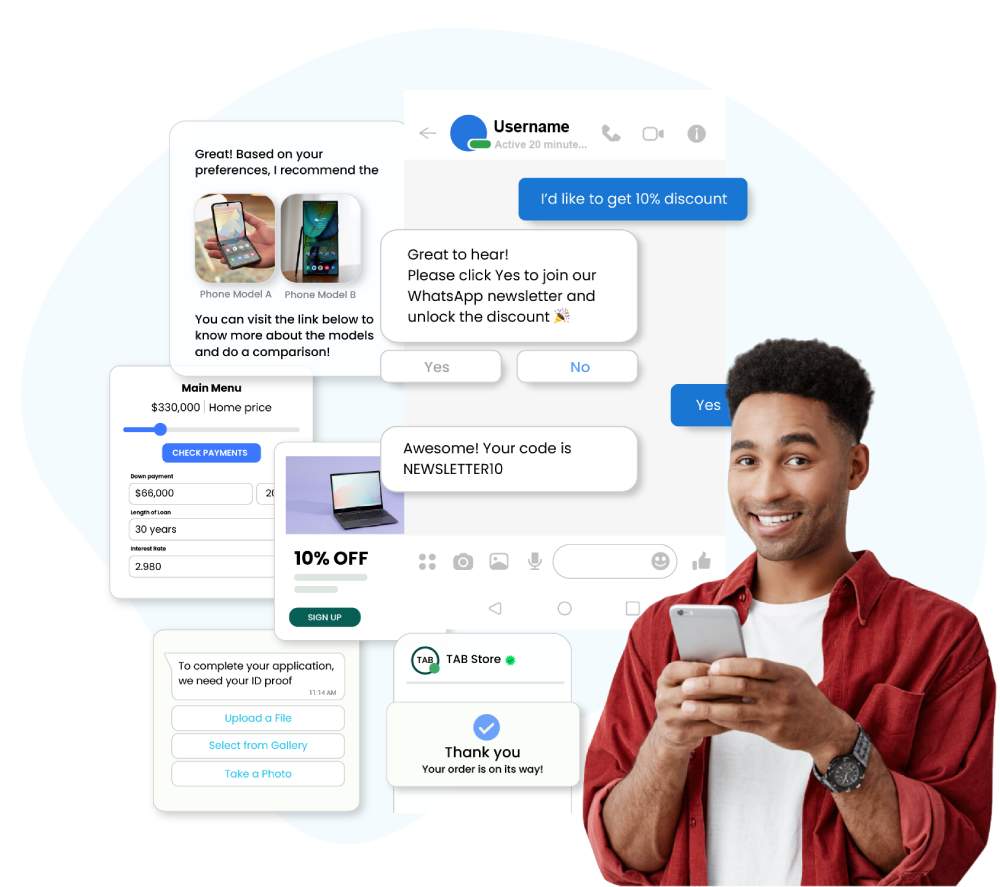 Great! Based on your
preferences, I recommend the
Phone Model A
Phone Model B
You can visit the link below to
know more about the models
and do a comparison!
Username
Active 20 minute...
I'd like to get 10% discount
Great to hear!
Please click Yes to join our
WhatsApp newsletter and
unlock the discount 🎉
Yes
No
Yes
Awesome! Your code is
NEWSLETTER10
Main Menu
$330,000 | Home price
CHECK PAYMENTS
Down payment
$66,000
20
Length of Loan
30 years
Interest Rate
2.980
10% OFF
SIGN UP
To complete your application,
we need your ID proof
11:14 AM
Upload a File
Select from Gallery
Take a Photo
TAB
TAB Store
Thank you
Your order is on its way!